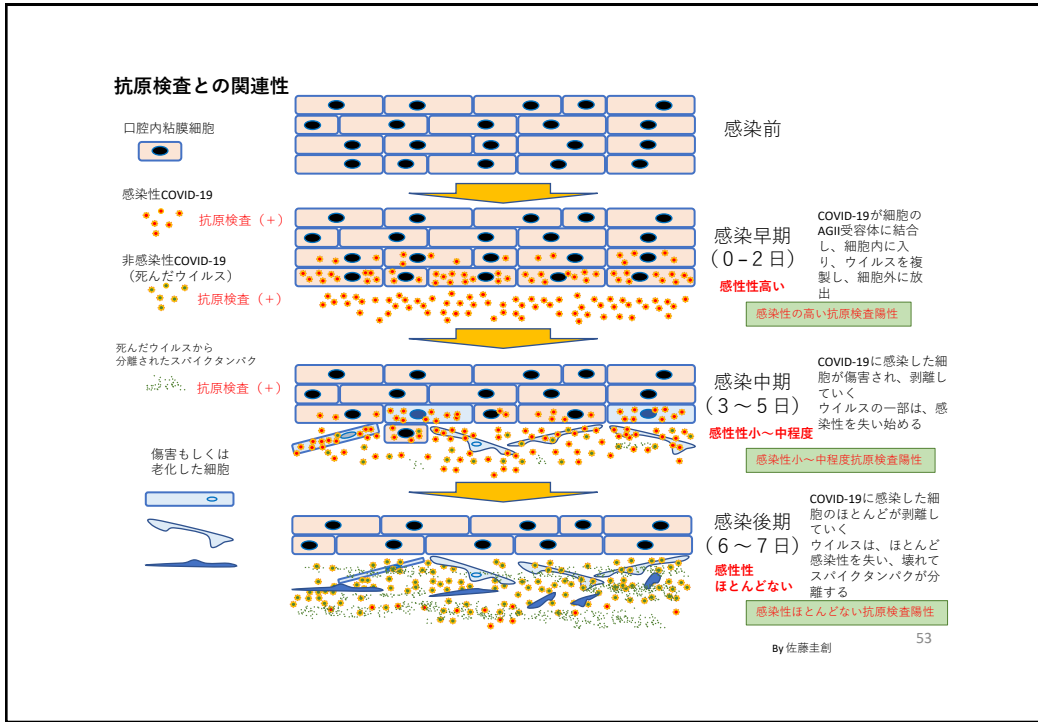 抗原検査との関連性
口腔内粘膜細胞
感染前
感染性COVID-19
抗原検査（+）
非感染性COVID-19
（死んだウイルス）
抗原検査（+）
感染早期
（0–2日）
感性性高い
COVID-19が細胞の
AGII受容体に結合
し、細胞内に入
り、ウイルスを複
製し、細胞外に放
出
感染性の高い抗原検査陽性
死んだウイルスから
分離されたスパイクタンパク
抗原検査（+）
感染中期
（3～5日）
感性性小～中程度
COVID-19に感染した細
胞が傷害され、剥離し
ていく
ウイルスの一部は、感
染性を失い始める
感染性小～中程度抗原検査陽性
傷害もしくは
老化した細胞
感染後期
（6～7日）
感性性
ほとんどない
COVID-19に感染した細
胞のほとんどが剥離し
ていく
ウイルスは、ほとんど
感染性を失い、壊れて
スパイクタンパクが分
離する
感染性ほとんどない抗原検査陽性
53
By 佐藤圭創